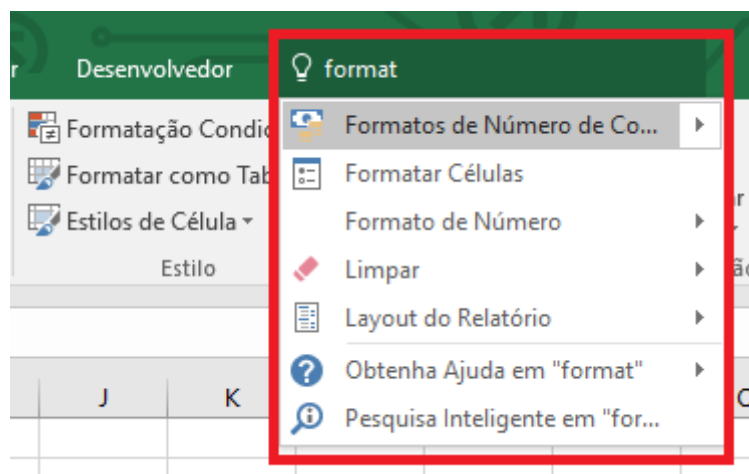 r Desenvolvedor format
Formatação Condic
Formatar como Tab
Estilos de Célula
Estilo
Formatos de Número de Co...
Formatar Células
Formato de Número
Limpar
Layout do Relatório
Obtenha Ajuda em "format"
Pesquisa Inteligente em "for...
r
ão
J K